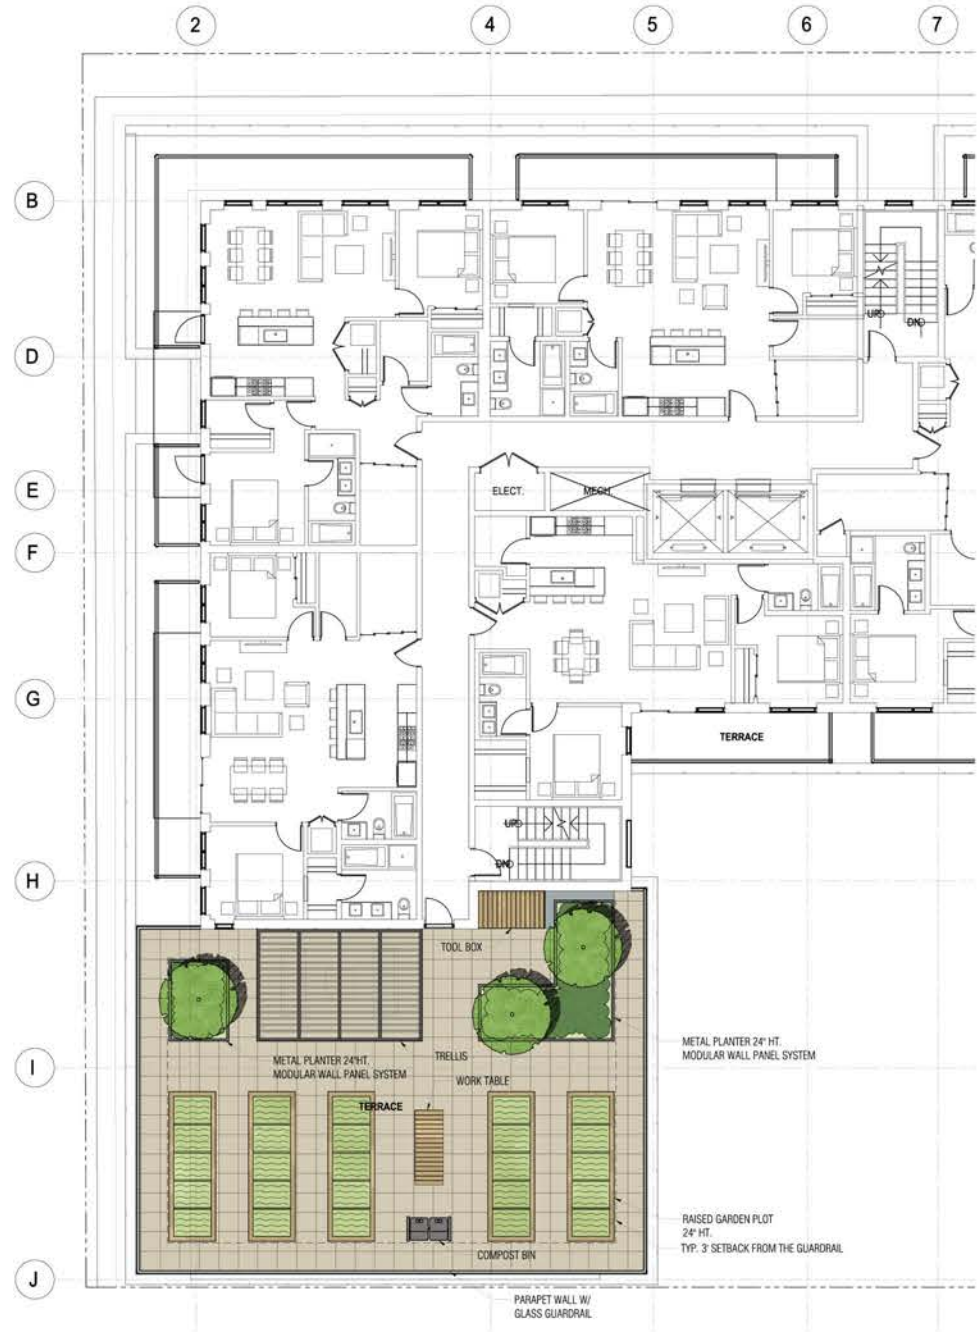 2
4
5
6
7
B
D
E
F
G
H
I
J
UP
DN
ELECT.
MECH.
TERRACE
UP
DN
TOOL BOX
METAL PLANTER 24" HT.
MODULAR WALL PANEL SYSTEM
TRELLIS
METAL PLANTER 24"HT.
MODULAR WALL PANEL SYSTEM
WORK TABLE
TERRACE
RAISED GARDEN PLOT
24" HT.
TYP. 3' SETBACK FROM THE GUARDRAIL
COMPOST BIN
PARAPET WALL W/
GLASS GUARDRAIL